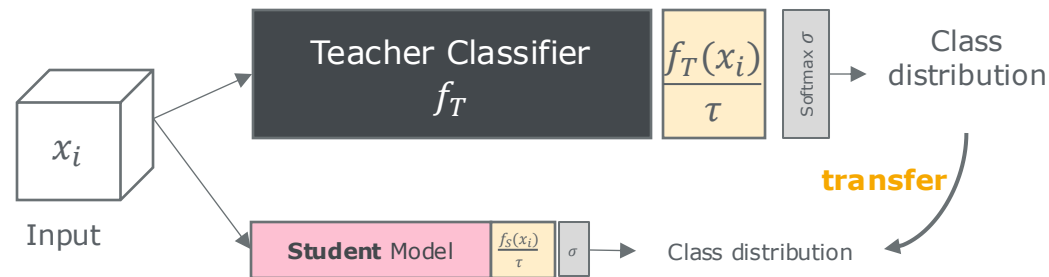 Teacher Classifier
f_T
f_T(x_i)
τ
Softmax σ
Class
distribution
x_i
Input
transfer
Student Model
f_S(x_i)
τ
σ
Class distribution